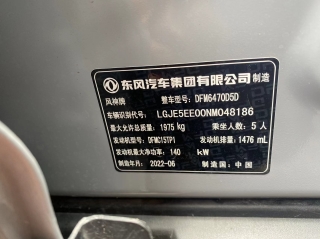 东风汽车集团有限公司 制造
风神牌 整车型号: DFM6470D5D
车辆识别代号: LGJE5EE00NM048186
最大允许总质量: 1975 kg 乘坐人数: 5 人
发动机型号: DFMC15TP1 发动机排量: 1476 mL
发动机最大净功率: 140 kW
制造年月: 2022-06 制造国: 中国